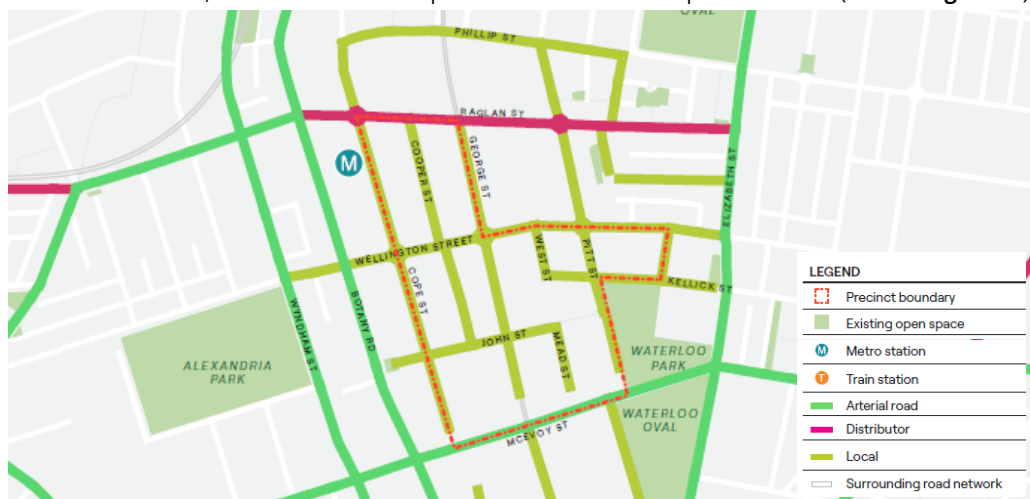 OVAL
PHILLIP ST
RAGLAN ST
GEORGE ST
COOPER ST
M
ELIZABETH ST
WELLINGTON STREET
WEST ST
PITT ST
COPE ST
KELLICK ST
WYNDHAM ST
BOTANY RD
JOHN ST
MEAD ST
ALEXANDRIA
PARK
WATERLOO
PARK
WATERLOO
OVAL
MCEVOY ST
LEGEND
Precinct boundary
Existing open space
M Metro station
T Train station
Arterial road
Distributor
Local
Surrounding road network